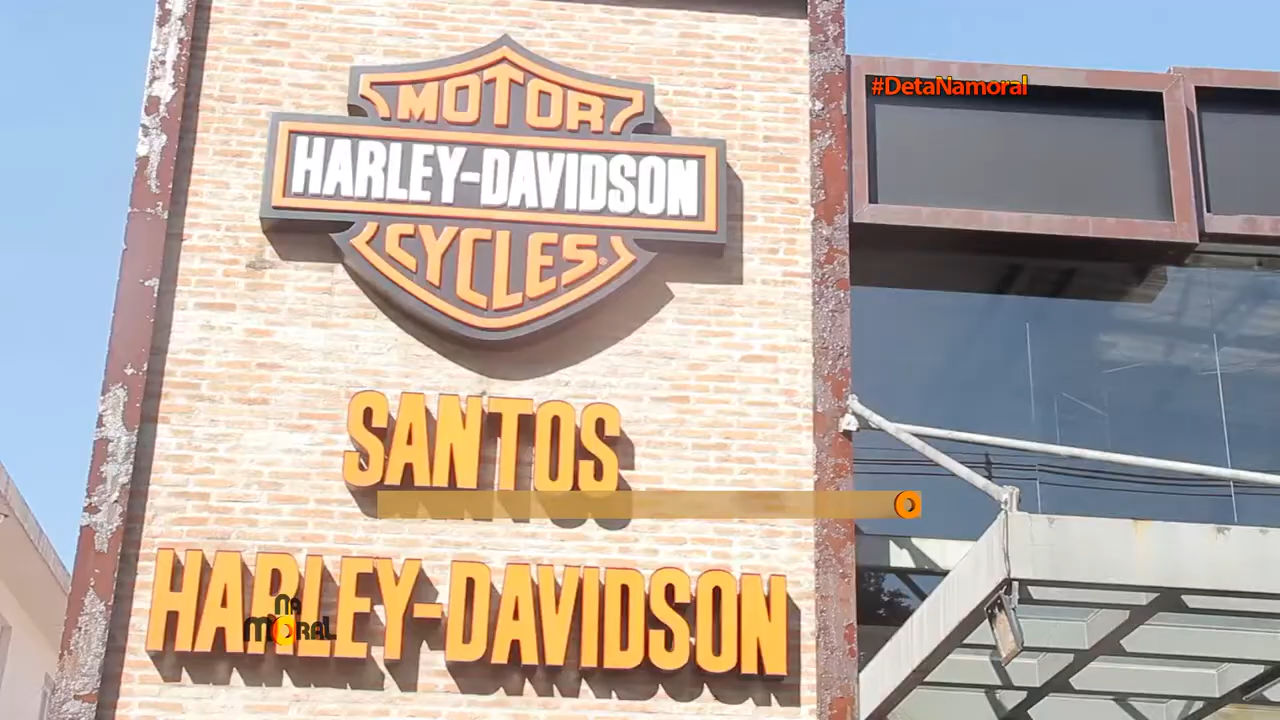 #DetaNamoral
MOTOR
HARLEY-DAVIDSON
CYCLES®
SANTOS
HARLEY-DAVIDSON
NA
MORAL